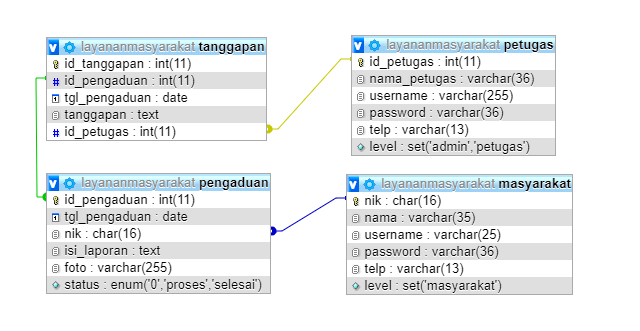 layananmasyarakat tanggapan
id_tanggapan : int(11)
id_pengaduan : int(11)
tgl_pengaduan : date
tanggapan : text
id_petugas : int(11)
layananmasyarakat petugas
id_petugas : int(11)
nama_petugas : varchar(36)
username : varchar(255)
password : varchar(36)
telp : varchar(13)
level : set('admin','petugas')
layananmasyarakat pengaduan
id_pengaduan : int(11)
tgl_pengaduan : date
nik : char(16)
isi_laporan : text
foto : varchar(255)
status : enum('0','proses','selesai')
layananmasyarakat masyarakat
nik : char(16)
nama : varchar(35)
username : varchar(25)
password : varchar(36)
telp : varchar(13)
level : set('masyarakat')